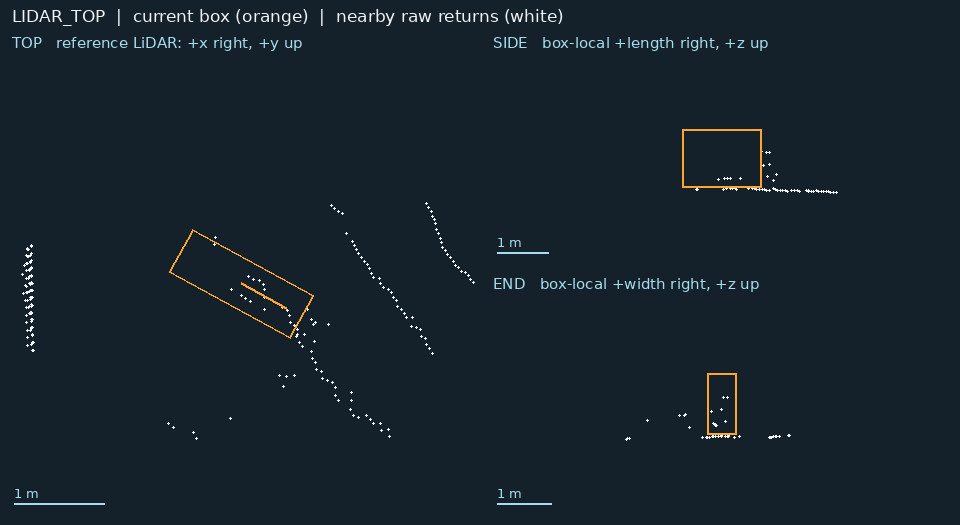 LIDAR_TOP | current box (orange) | nearby raw returns (white)
TOP reference LiDAR: +x right, +y up
SIDE box-local +length right, +z up
1 m
END box-local +width right, +z up
1 m
1 m